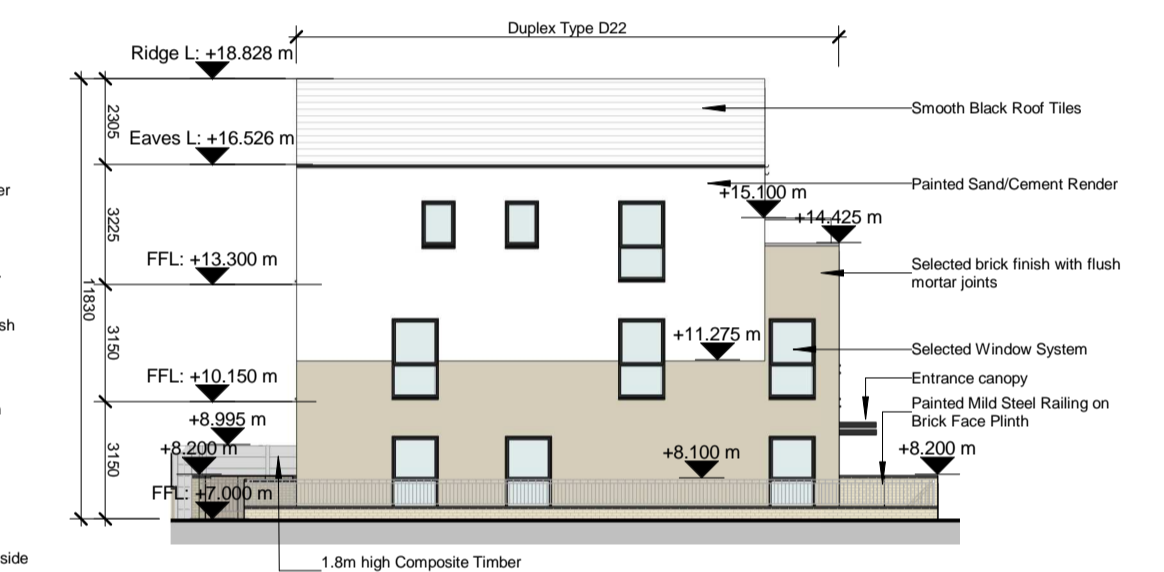 Duplex Type D22
Ridge L: +18.828 m
2305
Smooth Black Roof Tiles
Eaves L: +16.526 m
Painted Sand/Cement Render
+15.100 m
er
+14.425 m
3225
FFL: +13.300 m
Selected brick finish with flush
mortar joints
11830
sh
3150
+11.275 m
Selected Window System
FFL: +10.150 m
Entrance canopy
Painted Mild Steel Railing on
Brick Face Plinth
+8.995 m
+8.200 m
3150
+8.100 m
+8.200 m
FFL: +7.000 m
side
1.8m high Composite Timber